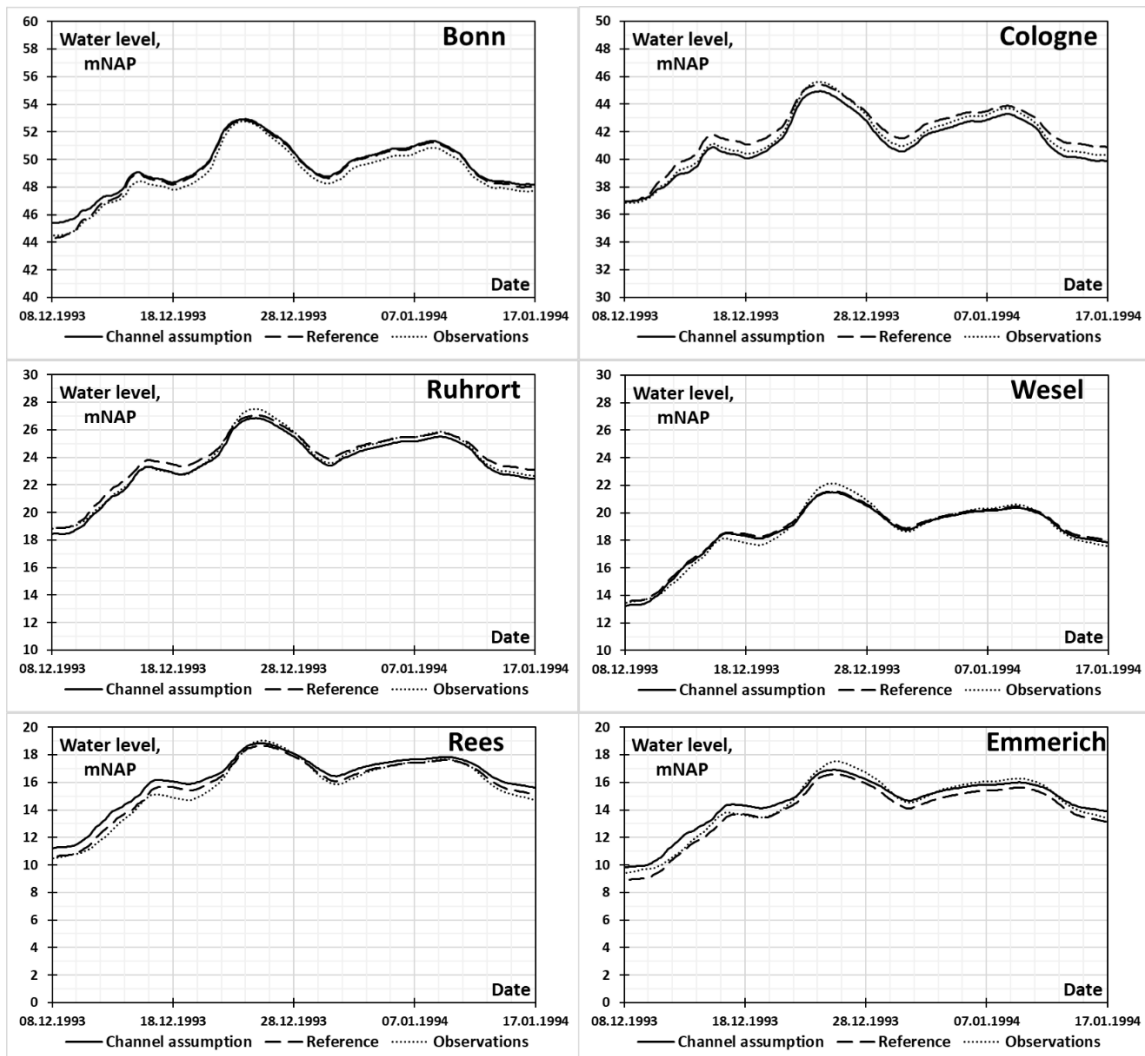 Water level,
mNAP
Bonn
60
58
56
54
52
50
48
46
44
42
40
Date
08.12.1993 18.12.1993 28.12.1993 07.01.1994 17.01.1994
Channel assumption Reference Observations
Water level,
mNAP
Cologne
50
48
46
44
42
40
38
36
34
32
30
Date
08.12.1993 18.12.1993 28.12.1993 07.01.1994 17.01.1994
Channel assumption Reference Observations
Water level,
mNAP
Ruhrort
30
28
26
24
22
20
18
16
14
12
10
Date
08.12.1993 18.12.1993 28.12.1993 07.01.1994 17.01.1994
Channel assumption Reference Observations
Water level,
mNAP
Wesel
30
28
26
24
22
20
18
16
14
12
10
Date
08.12.1993 18.12.1993 28.12.1993 07.01.1994 17.01.1994
Channel assumption Reference Observations
Water level,
mNAP
Rees
20
18
16
14
12
10
8
6
4
2
0
Date
08.12.1993 18.12.1993 28.12.1993 07.01.1994 17.01.1994
Channel assumption Reference Observations
Water level,
mNAP
Emmerich
20
18
16
14
12
10
8
6
4
2
0
Date
08.12.1993 18.12.1993 28.12.1993 07.01.1994 17.01.1994
Channel assumption Reference Observations